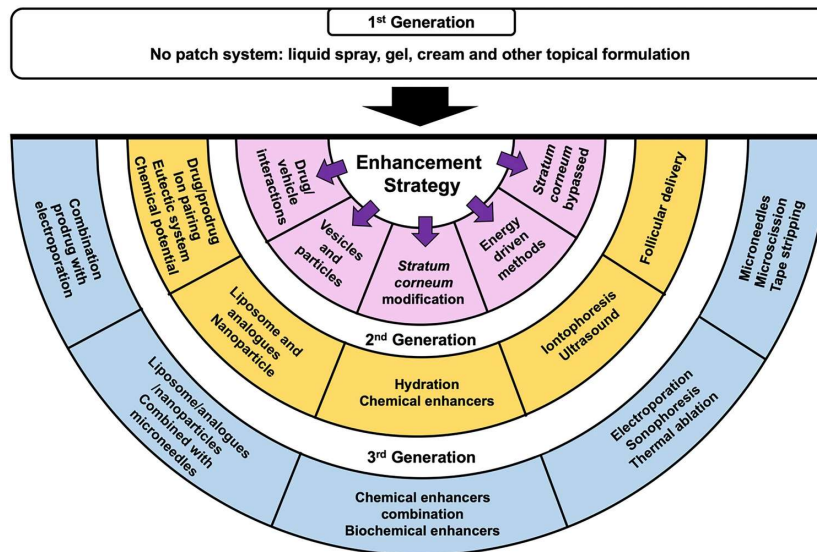 1st Generation
No patch system: liquid spray, gel, cream and other topical formulation
Enhancement
Strategy
Drug/
vehicle
interactions
Vesicles
and
particles
Stratum
corneum
modification
Energy
driven
methods
Stratum
corneum
bypassed
2nd Generation
Drug/prodrug
Ion pairing
Eutectic system
Chemical potential
Liposome and
analogues
Nanoparticle
Hydration
Chemical enhancers
Iontophoresis
Ultrasound
Follicular delivery
3rd Generation
Combination
prodrug with
electroporation
Liposome/analogues
/nanoparticles
Combined with
microneedles
Chemical enhancers
combination
Biochemical enhancers
Electroporation
Sonophoresis
Thermal ablation
Microneedles
Microscission
Tape stripping